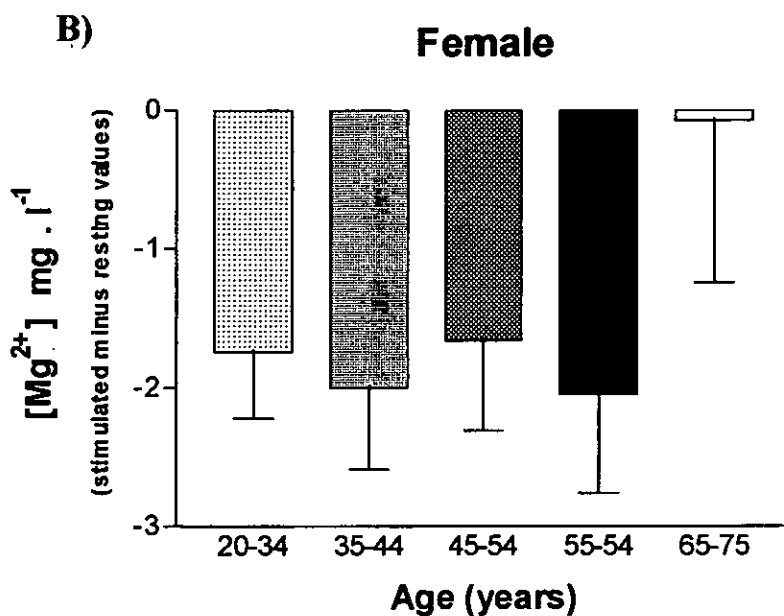 B)
Female
[Mg2+] mg . l-1
(stimulated minus resting values)
0
-1
-2
-3
20-34 35-44 45-54 55-54 65-75
Age (years)